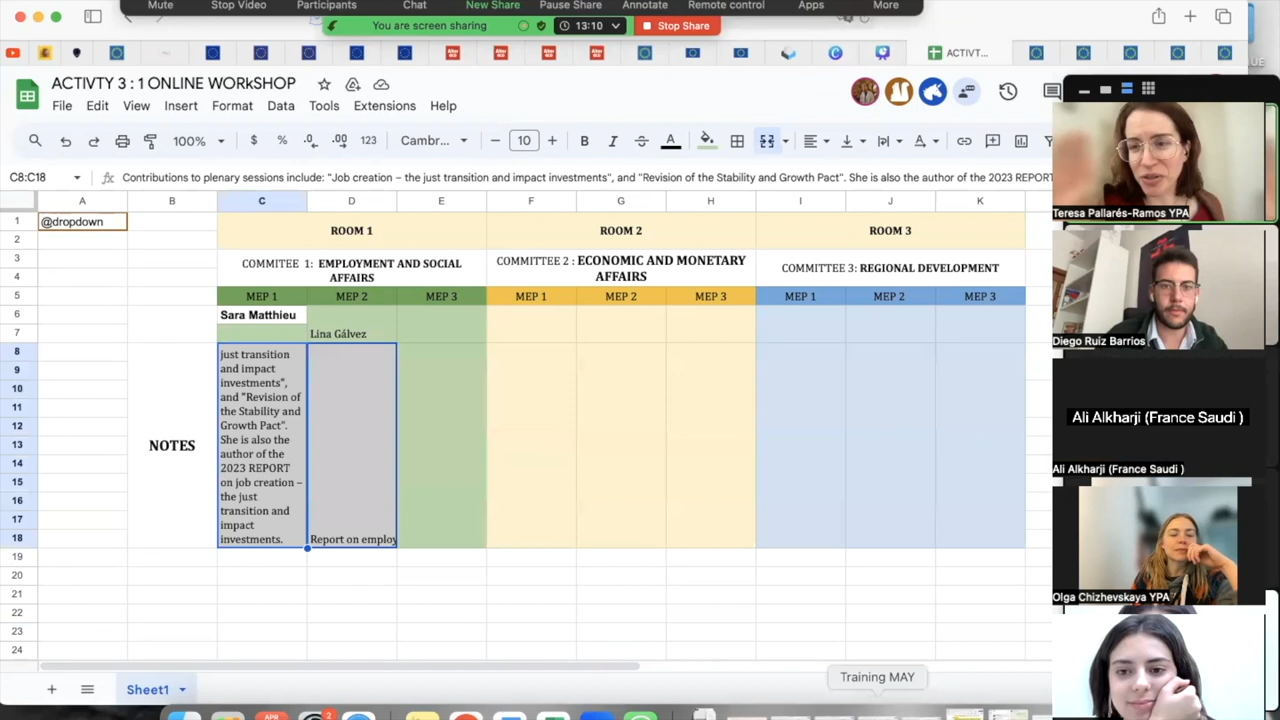 Mute Stop Video Participants Chat New Share Pause Share Annotate Remote control Apps More
You are screen sharing 13:10 Stop Share
ACTIVT...
ACTIVTY 3 : 1 ONLINE WORKSHOP
File Edit View Insert Format Data Tools Extensions Help
100% $ % .0 .00 123 Cambr... 10 B I A
C8:C18 fx Contributions to plenary sessions include: "Job creation – the just transition and impact investments", and "Revision of the Stability and Growth Pact". She is also the author of the 2023 REPORT
A B C D E F G H I J K
1 @dropdown
ROOM 1 ROOM 2 ROOM 3
2
3
COMMITEE 1: EMPLOYMENT AND SOCIAL
AFFAIRS
COMMITTEE 2 : ECONOMIC AND MONETARY
AFFAIRS
COMMITTEE 3: REGIONAL DEVELOPMENT
4
5 MEP 1 MEP 2 MEP 3 MEP 1 MEP 2 MEP 3 MEP 1 MEP 2 MEP 3
6 Sara Matthieu
7 Lina Gálvez
8
9
10
11
12
13
14
15
16
17
18
NOTES
just transition
and impact
investments",
and "Revision of
the Stability and
Growth Pact".
She is also the
author of the
2023 REPORT
on job creation –
the just
transition and
impact
investments.
Report on employ
19
20
21
22
23
24
Sheet1
Training MAY
APR
2
Teresa Pallarés-Ramos YPA
Diego Ruiz Barrios
Ali Alkharji (France Saudi )
Ali Alkharji (France Saudi )
Olga Chizhevskaya YPA